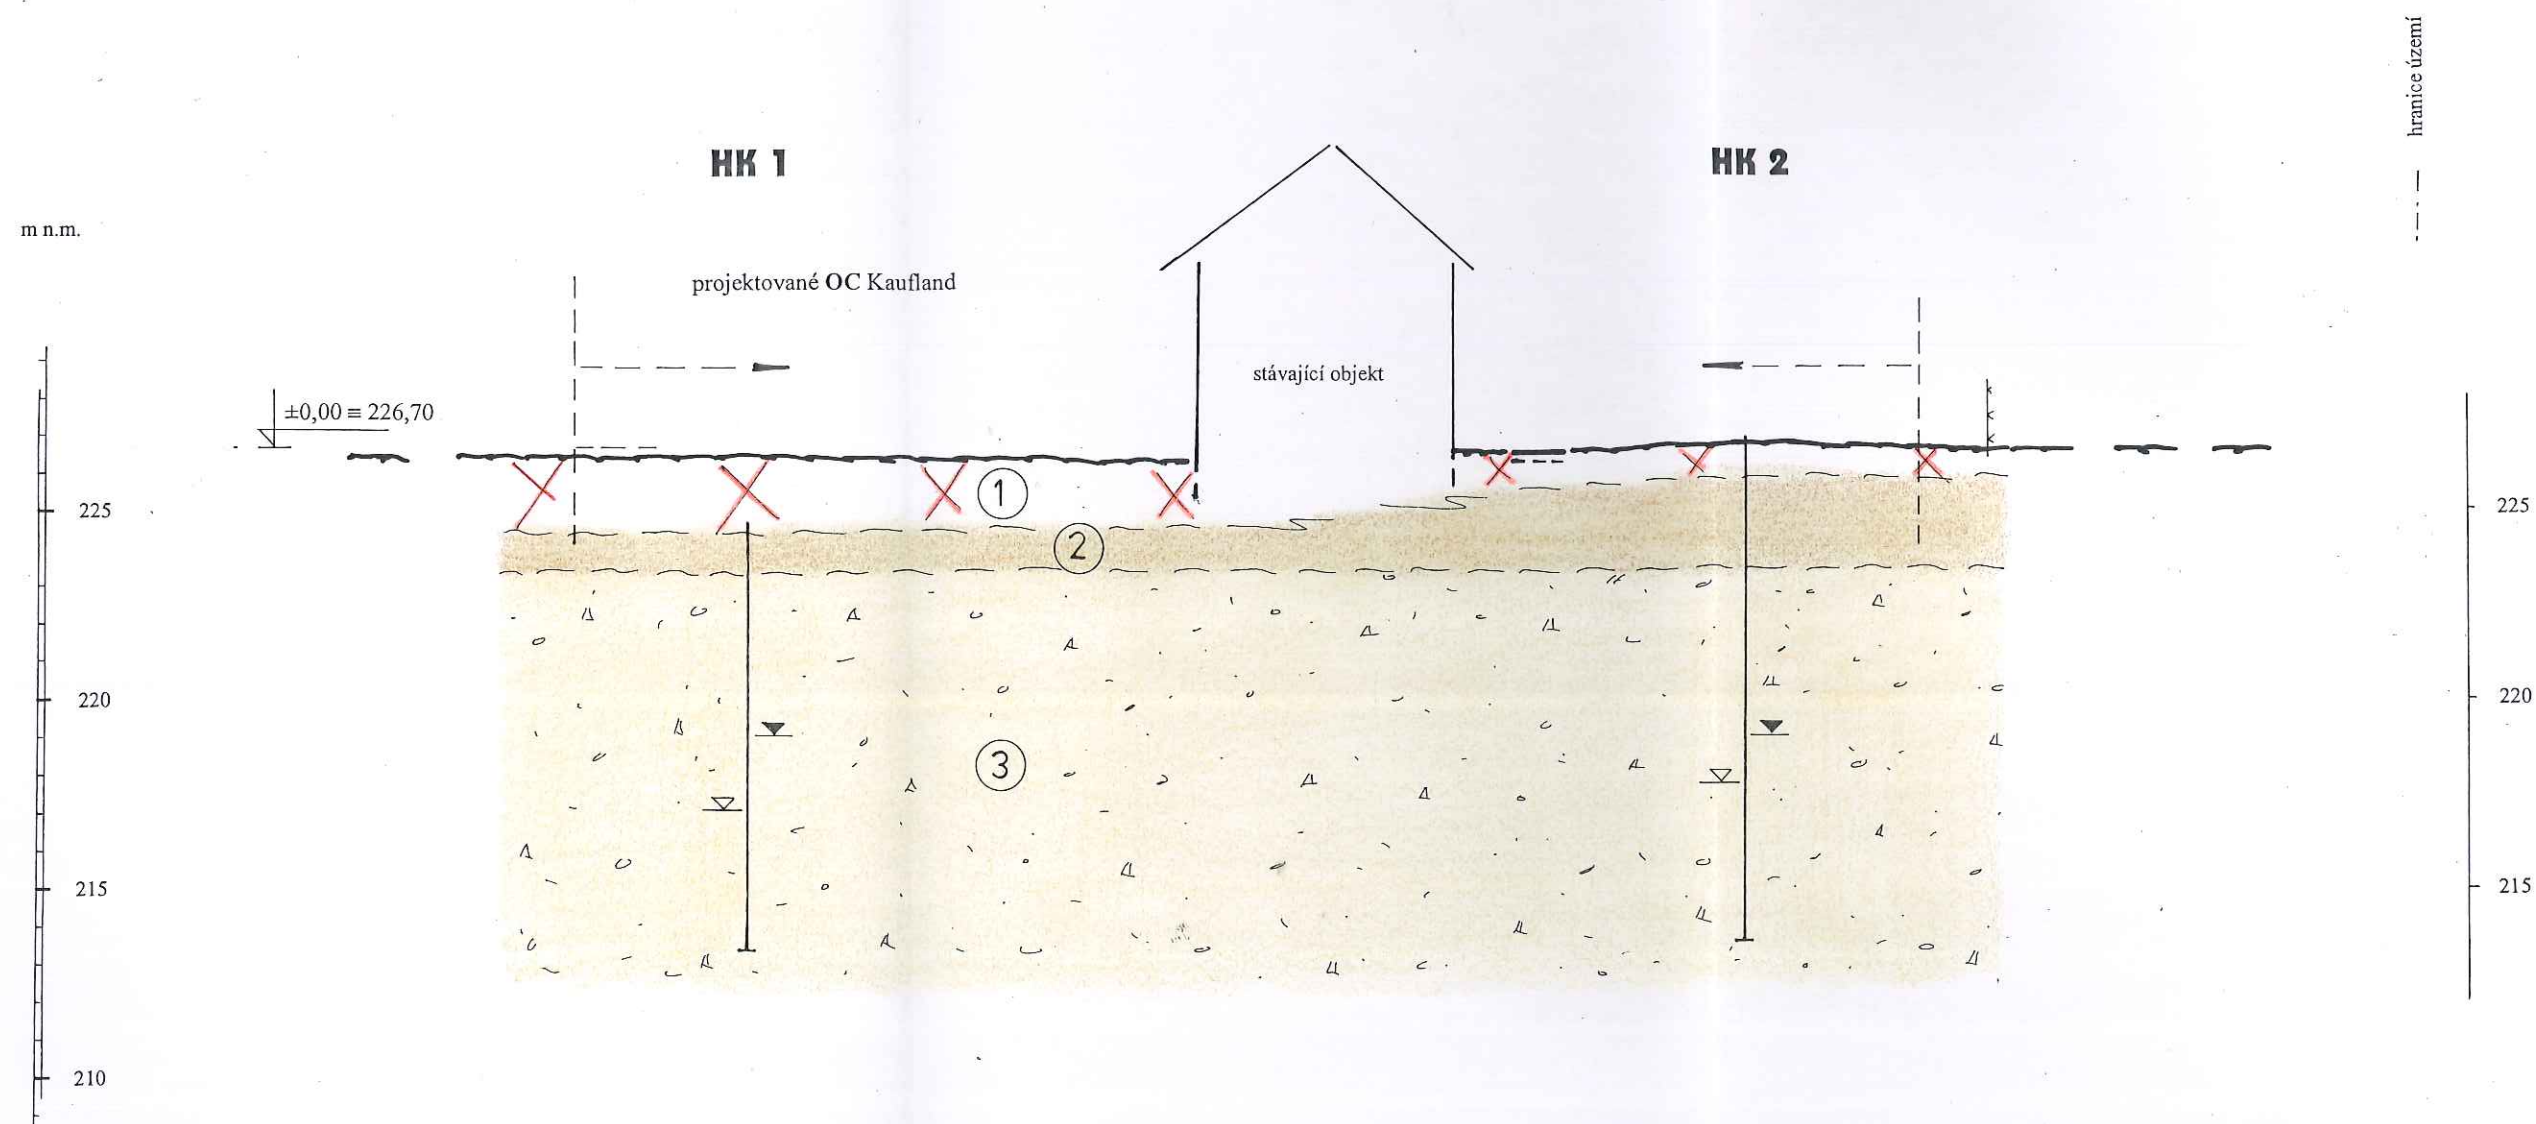 hranice území
HK 1
HK 2
m n.m.
projektované OC Kaufland
stávající objekt
±0,00 ≡ 226,70
1
225
225
2
220
220
3
215
215
210